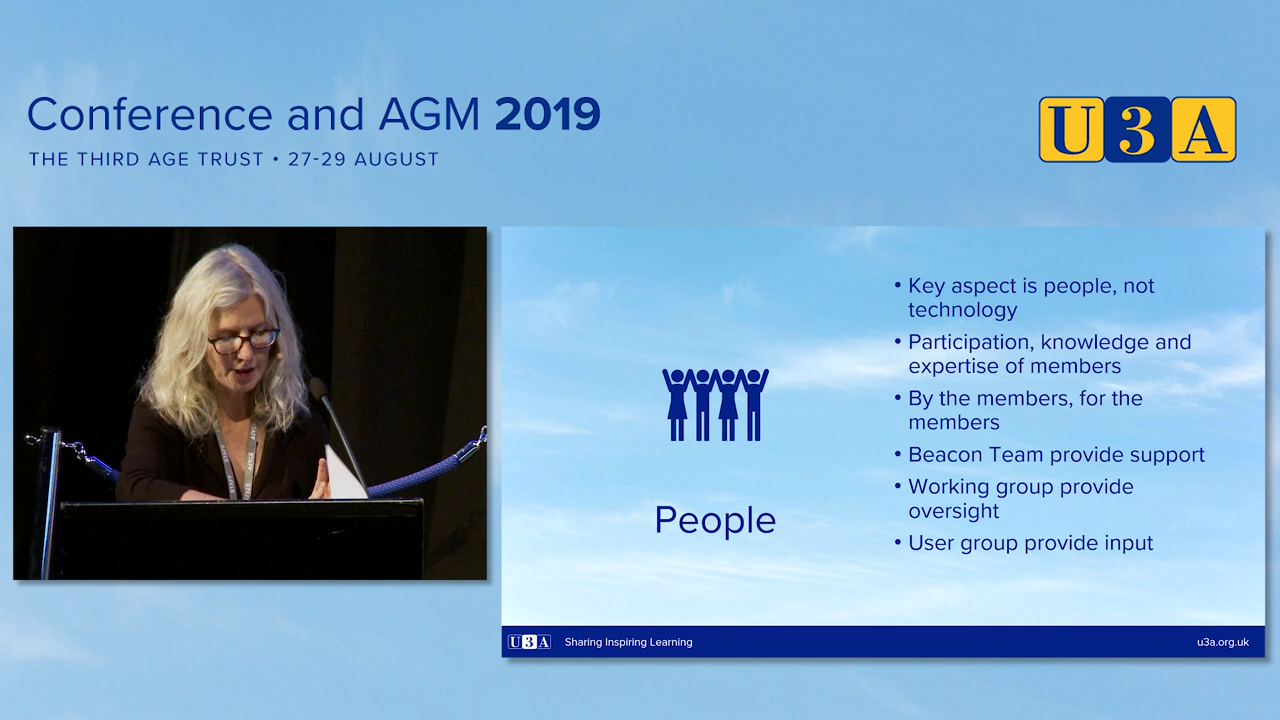 Conference and AGM 2019
THE THIRD AGE TRUST • 27-29 AUGUST
U3A
• Key aspect is people, not
technology
• Participation, knowledge and
expertise of members
• By the members, for the
members
• Beacon Team provide support
• Working group provide
oversight
• User group provide input
People
STAFF
STAFF
U3A Sharing Inspiring Learning
u3a.org.uk